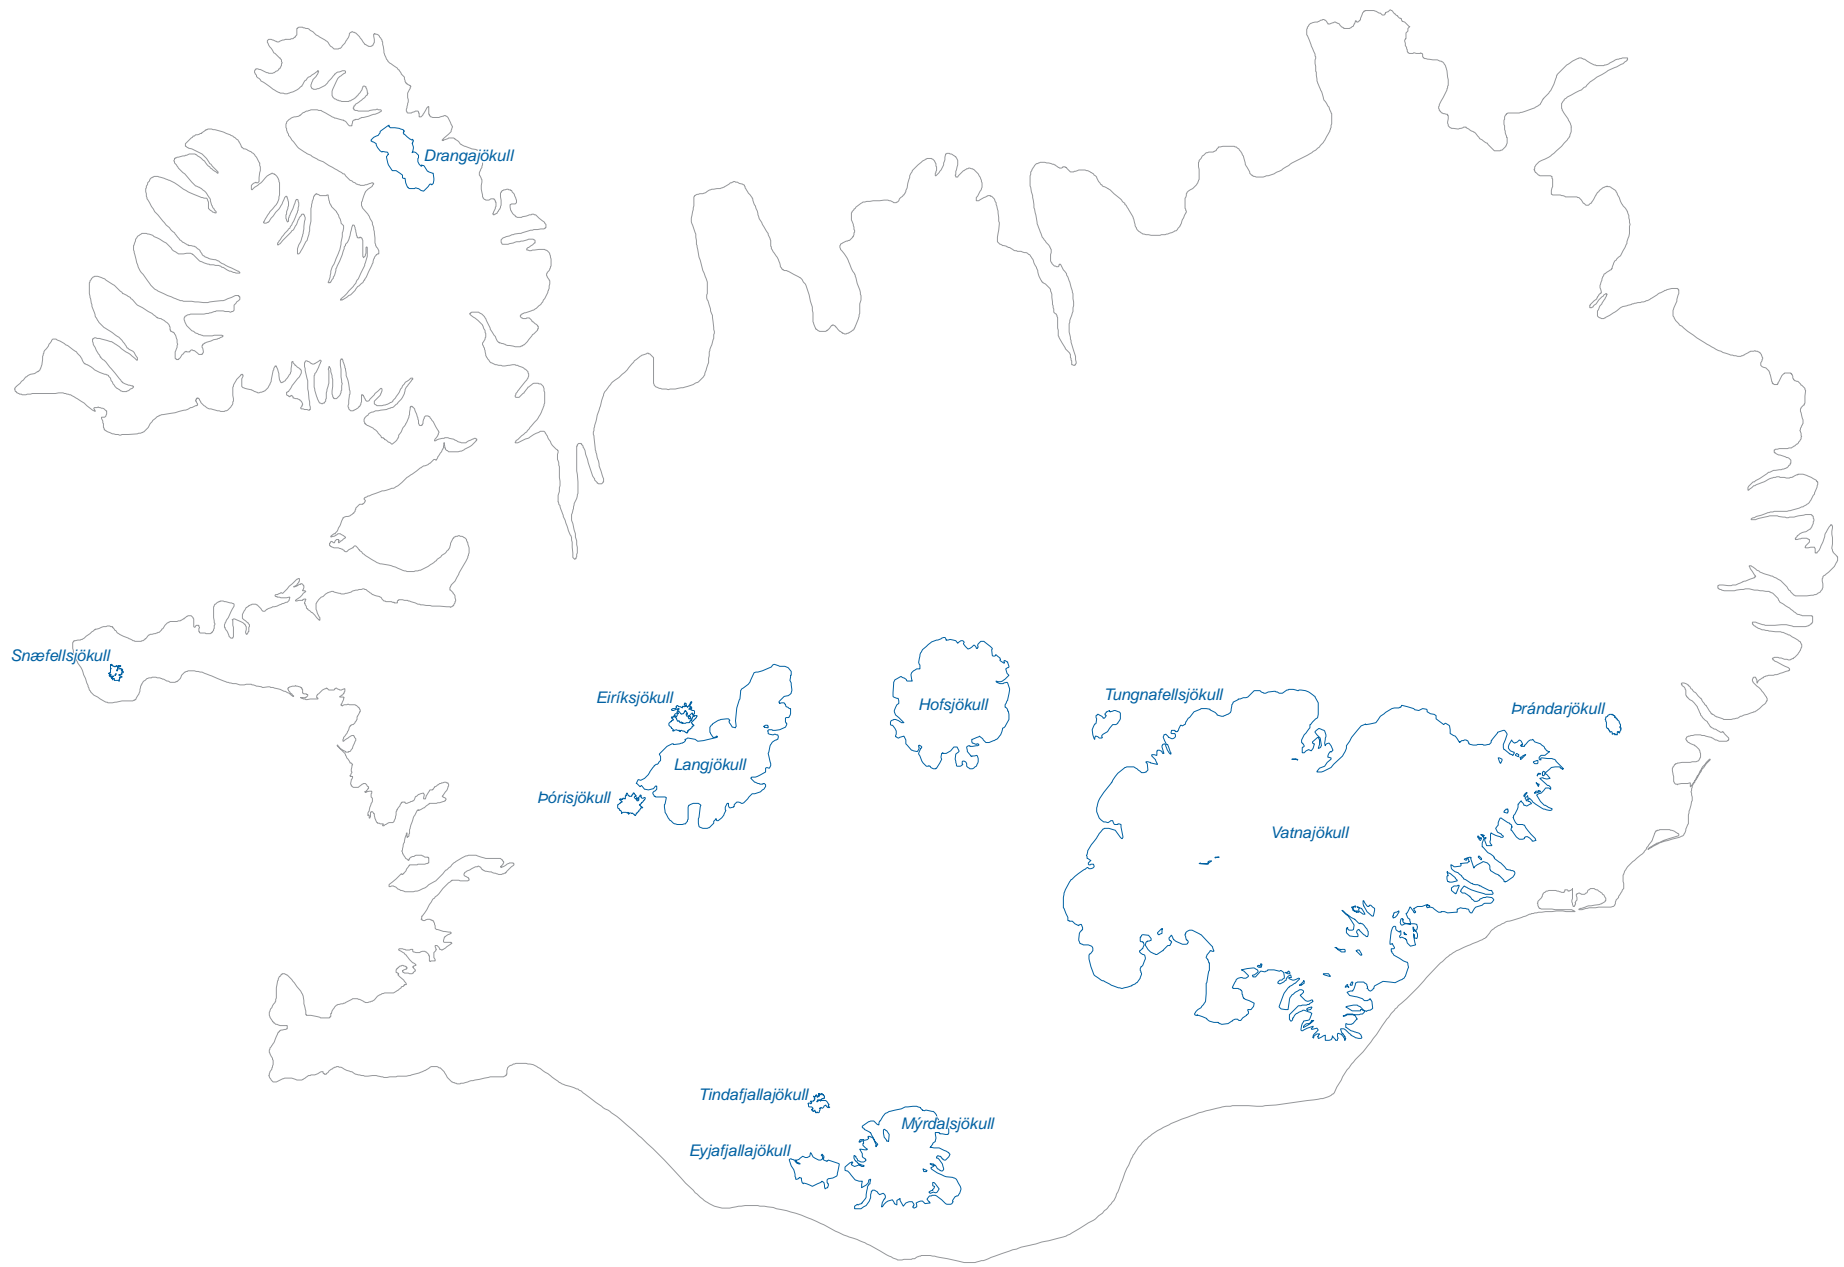 Drangajökull
Snæfellsjökull
Eiríksjökull
Hofsjökull
Tungnafellsjökull
Þrándarjökull
Langjökull
Þórisjökull
Vatnajökull
Tindafjallajökull
Mýrdalsjökull
Eyjafjallajökull